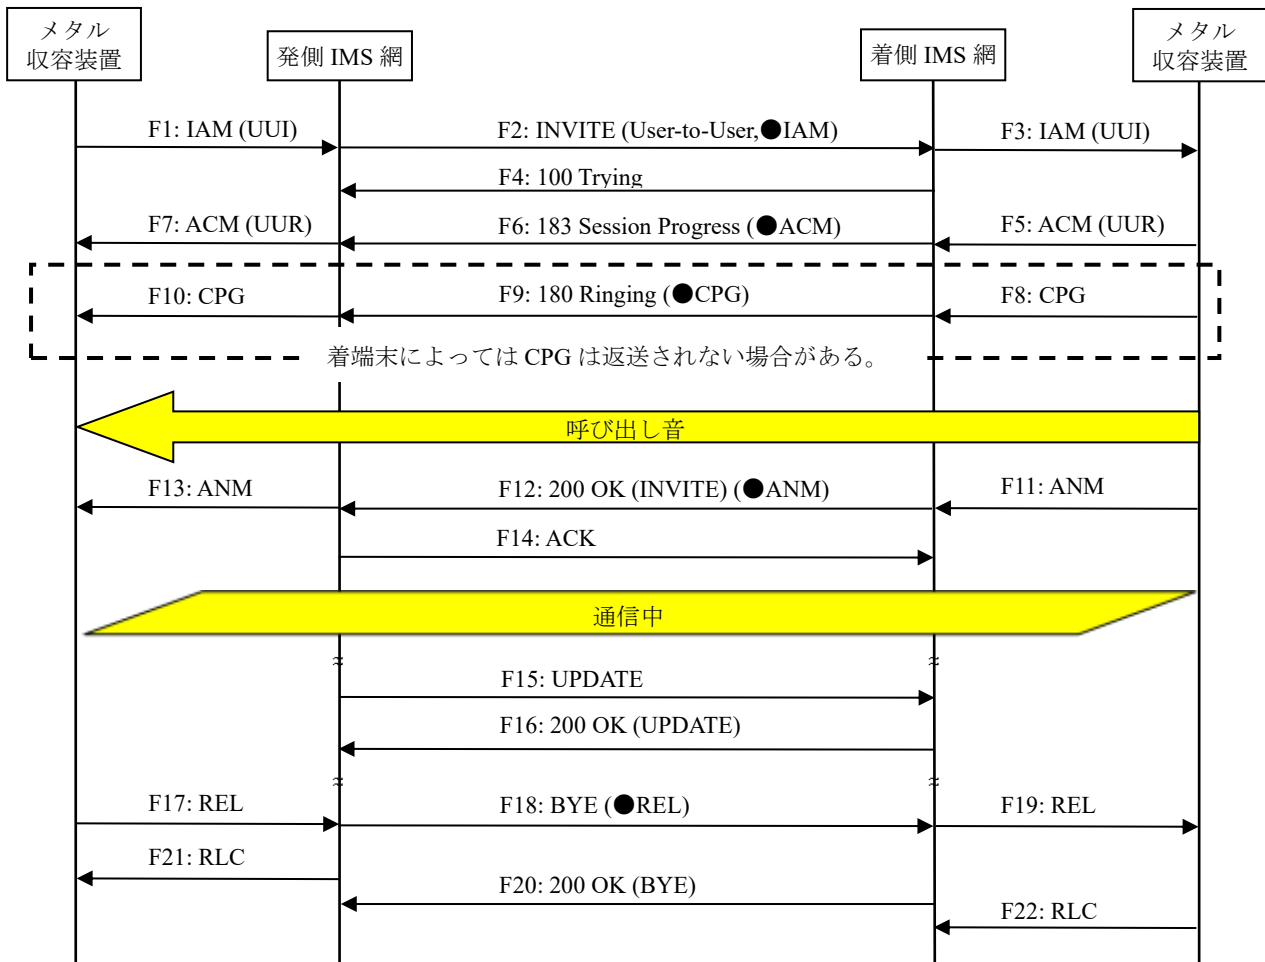 メタル
収容装置
発側 IMS 網
着側 IMS 網
メタル
収容装置
F1: IAM (UUI)
F2: INVITE (User-to-User,●IAM)
F3: IAM (UUI)
F4: 100 Trying
F7: ACM (UUR)
F6: 183 Session Progress (●ACM)
F5: ACM (UUR)
F10: CPG
F9: 180 Ringing (●CPG)
F8: CPG
着端末によっては CPG は返送されない場合がある。
呼び出し音
F13: ANM
F12: 200 OK (INVITE) (●ANM)
F11: ANM
F14: ACK
通信中
≈
≈
F15: UPDATE
F16: 200 OK (UPDATE)
≈
≈
F17: REL
F18: BYE (●REL)
F19: REL
F21: RLC
F20: 200 OK (BYE)
F22: RLC